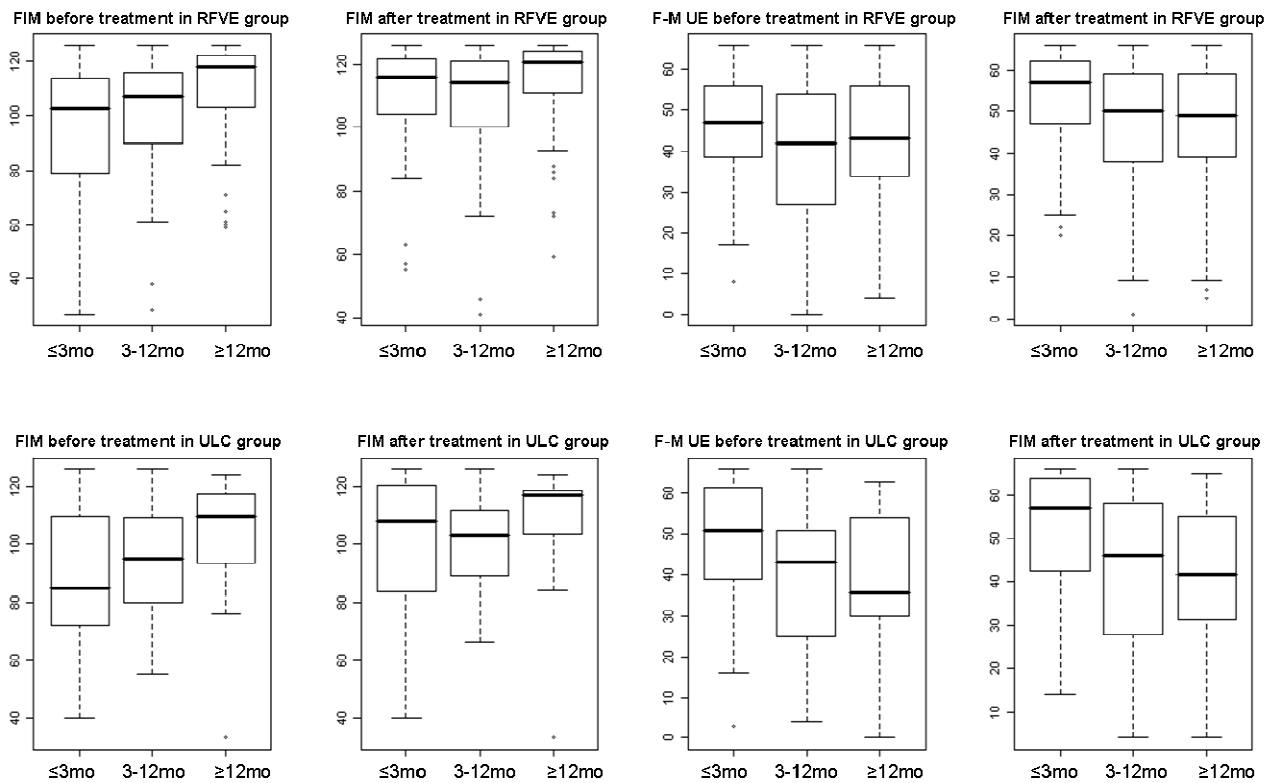 FIM before treatment in RFVE group
120
100
80
60
40
≤3mo 3-12mo ≥12mo
FIM after treatment in RFVE group
120
100
80
60
40
≤3mo 3-12mo ≥12mo
F-M UE before treatment in RFVE group
60
50
40
30
20
10
0
≤3mo 3-12mo ≥12mo
FIM after treatment in RFVE group
60
50
40
30
20
10
0
≤3mo 3-12mo ≥12mo
FIM before treatment in ULC group
120
100
80
60
40
≤3mo 3-12mo ≥12mo
FIM after treatment in ULC group
120
100
80
60
40
≤3mo 3-12mo ≥12mo
F-M UE before treatment in ULC group
60
50
40
30
20
10
0
≤3mo 3-12mo ≥12mo
FIM after treatment in ULC group
60
50
40
30
20
10
≤3mo 3-12mo ≥12mo